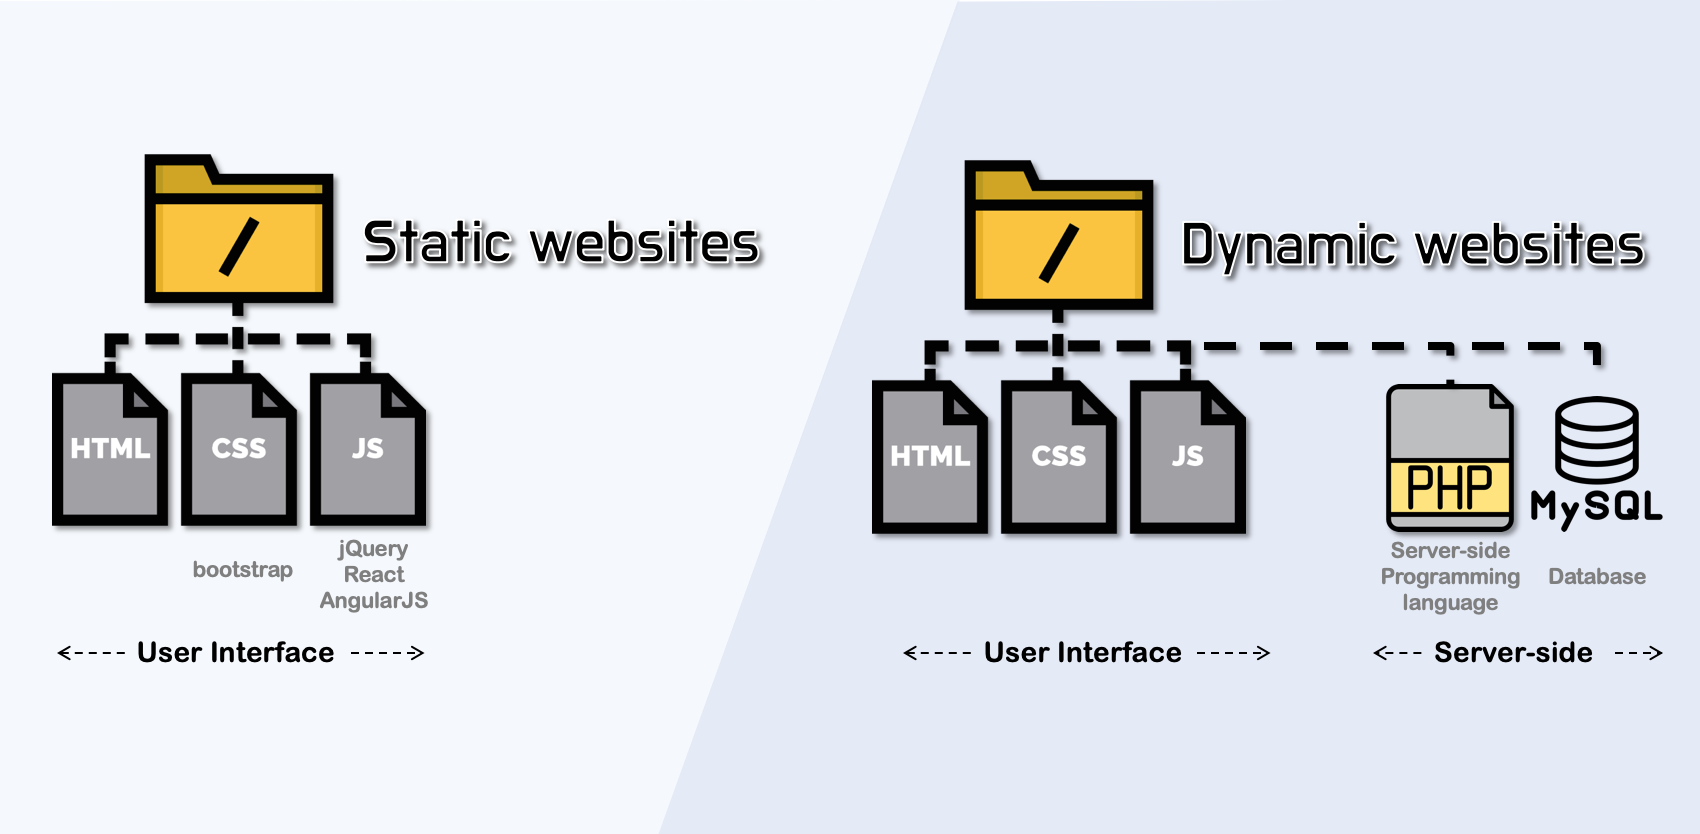 Static websites
HTML
CSS
JS
bootstrap
jQuery
React
AngularJS
User Interface
Dynamic websites
HTML
CSS
JS
PHP
MySQL
Server-side
Programming
language
Database
User Interface
Server-side